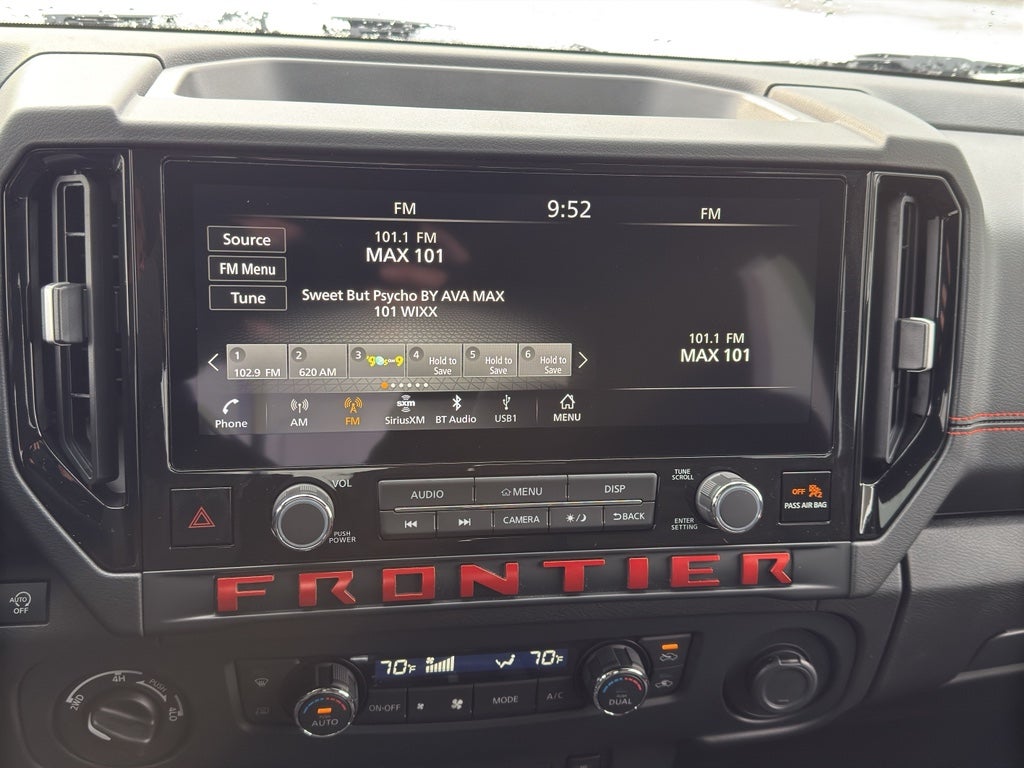 FM
9:52
FM
Source
FM Menu
Tune
101.1 FM
MAX 101
Sweet But Psycho BY AVA MAX
101 WIXX
101.1 FM
MAX 101
1
102.9 FM
2
620 AM
3
4
Hold to
Save
5
Hold to
Save
6
Hold to
Save
Phone
AM
FM
sxm
SiriusXM
BT Audio
USB1
MENU
VOL
PUSH
POWER
AUDIO
MENU
DISP
CAMERA
BACK
TUNE
SCROLL
ENTER
SETTING
OFF 2
PASS AIR BAG
FRONTIER
AUTO
OFF
2WD
4H
PUSH
4LO
70°F
70°F
AUTO
ON·OFF
MODE
A/C
PUSH
DUAL